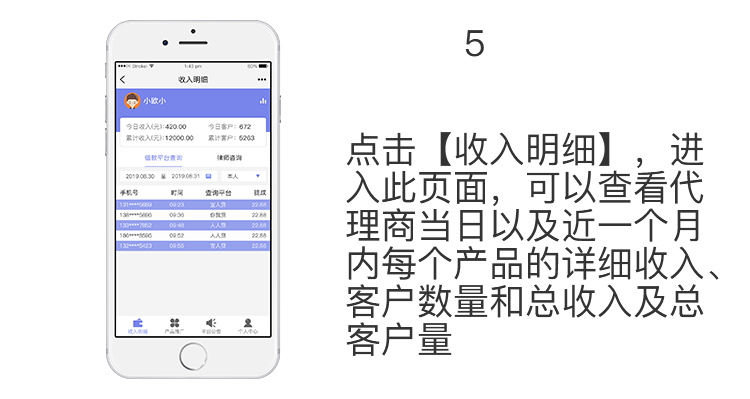 5
Stroke
1:43 pm
60%
收入明细
小欧小
今日收入(元): 420.00 今日客户: 672
累计收入(元): 12000.00 累计客户: 5263
借款平台查询 律师咨询
2019.08.30 至 2019.08.31 本人
手机号 时间 查询平台 提成
131****5689 09:23 宜人贷 22.88
138****5896 09:36 你我贷 22.88
133****7852 09:48 人人贷 22.88
186****8596 09:52 人人贷 22.88
132****5423 09:56 宜人贷 22.88
收入明细 产品推广 平台公告 个人中心
点击【收入明细】，进
入此页面，可以查看代
理商当日以及近一个月
内每个产品的详细收入、
客户数量和总收入及总
客户量